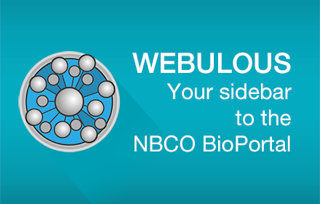 WEBULOUS
Your sidebar
to the
NBCO BioPortal